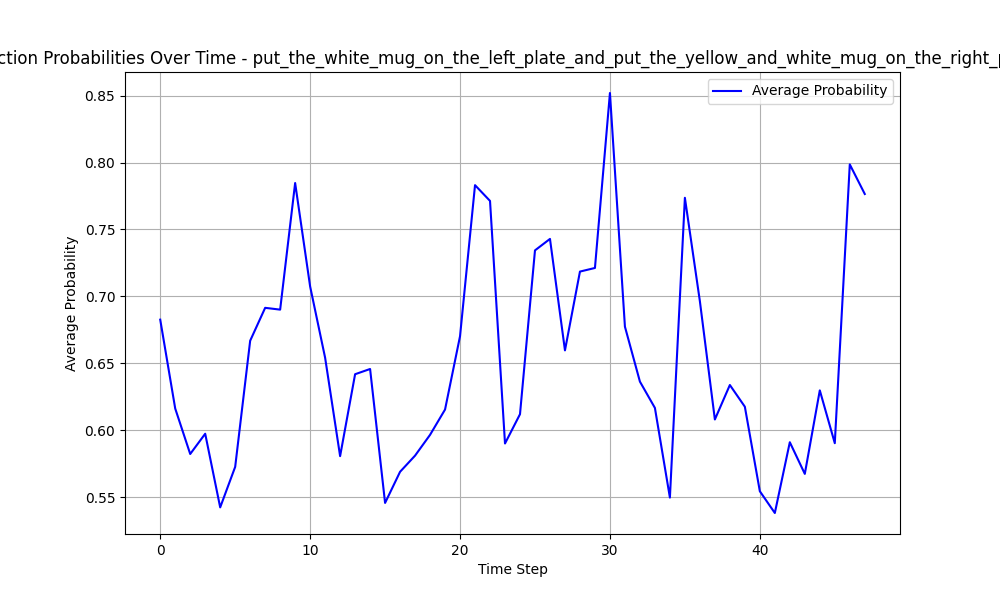 ction Probabilities Over Time - put_the_white_mug_on_the_left_plate_and_put_the_yellow_and_white_mug_on_the_right_p
Average Probability
0.85
0.80
0.75
0.70
0.65
0.60
0.55
Average Probability
0 10 20 30 40
Time Step